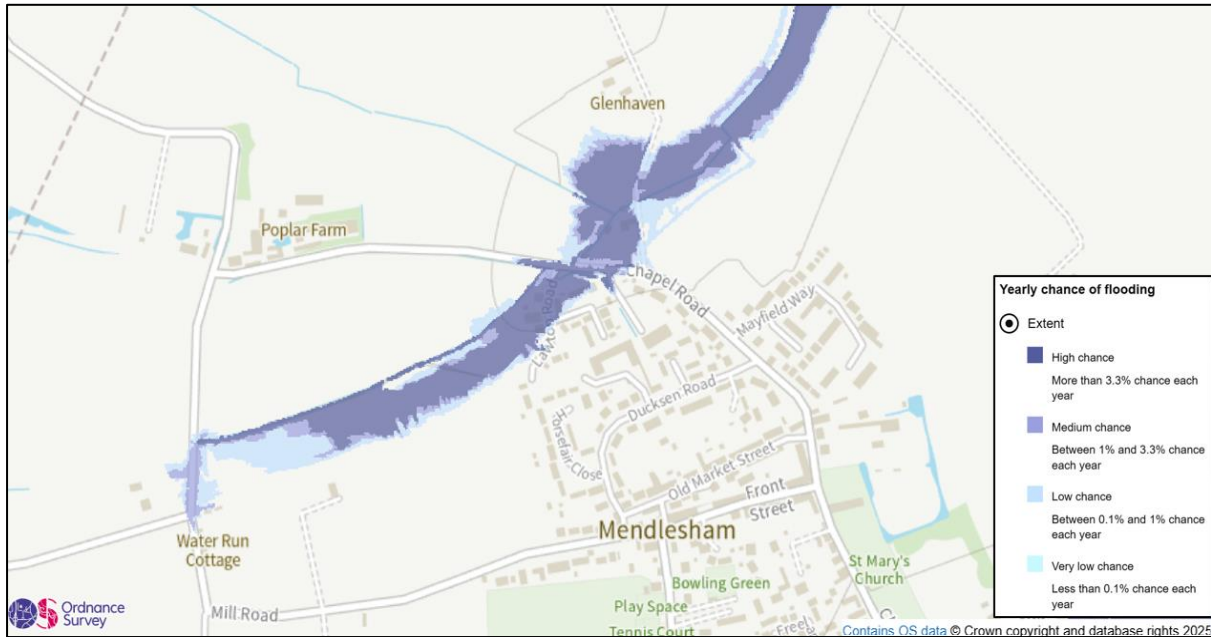 Glenhaven
Poplar Farm
Chapel Road
Mayfield Way
Lawton Road
Ducksen Road
Horsefair Close
Old Market Street
Front
Street
Mendlesham
Water Run
Cottage
St Mary's
Church
Bowling Green
Mill Road
Play Space
Tennis Court
Ordnance
Survey
Yearly chance of flooding
Extent
High chance
More than 3.3% chance each
year
Medium chance
Between 1% and 3.3% chance
each year
Low chance
Between 0.1% and 1% chance
each year
Very low chance
Less than 0.1% chance each
year
Contains OS data © Crown copyright and database rights 2025